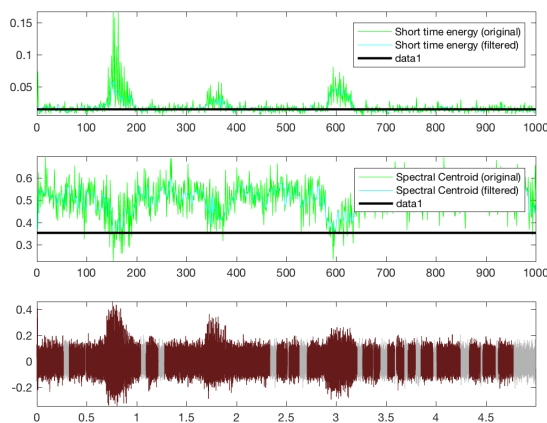 0.15
0.1
0.05
Short time energy (original)
Short time energy (filtered)
data1
0 100 200 300 400 500 600 700 800 900 1000
0.6
0.5
0.4
0.3
Spectral Centroid (original)
Spectral Centroid (filtered)
data1
0 100 200 300 400 500 600 700 800 900 1000
0.4
0.2
0
-0.2
0 0.5 1 1.5 2 2.5 3 3.5 4 4.5